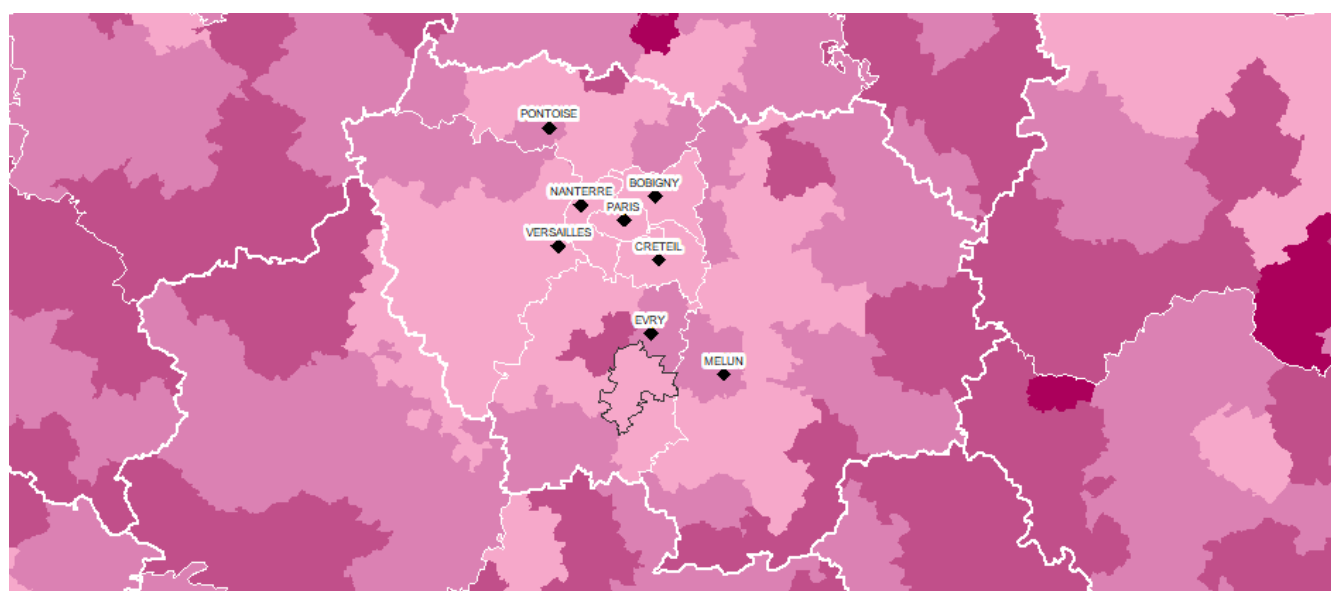 PONTOISE
BOBIGNY
NANTERRE
PARIS
VERSAILLES
CRETEIL
EVRY
MELUN